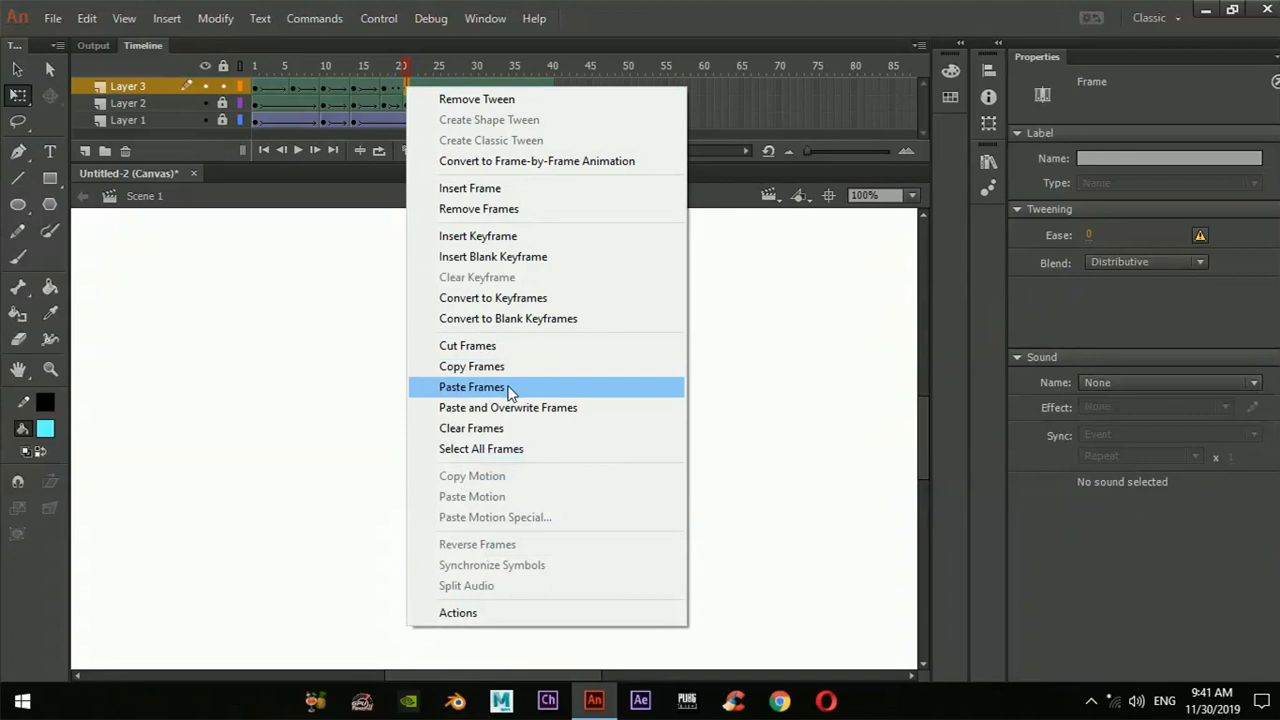 An File Edit View Insert Modify Text Commands Control Debug Window Help Classic
T... Output Timeline Properties
1 5 10 15 20 25 30 35 40 45 50 55 60 65 70 75 80 85
Layer 3
Layer 2
Layer 1
Untitled-2 (Canvas)* ×
Scene 1 100%
Remove Tween
Create Shape Tween
Create Classic Tween
Convert to Frame-by-Frame Animation
Insert Frame
Remove Frames
Insert Keyframe
Insert Blank Keyframe
Clear Keyframe
Convert to Keyframes
Convert to Blank Keyframes
Cut Frames
Copy Frames
Paste Frames
Paste and Overwrite Frames
Clear Frames
Select All Frames
Copy Motion
Paste Motion
Paste Motion Special...
Reverse Frames
Synchronize Symbols
Split Audio
Actions
Frame
Label
Name:
Type: Name
Tweening
Ease: 0
Blend: Distributive
Sound
Name: None
Effect: None
Sync: Event
Repeat x 1
No sound selected
Ch An Ae PUBG ENG 9:41 AM
11/30/2019